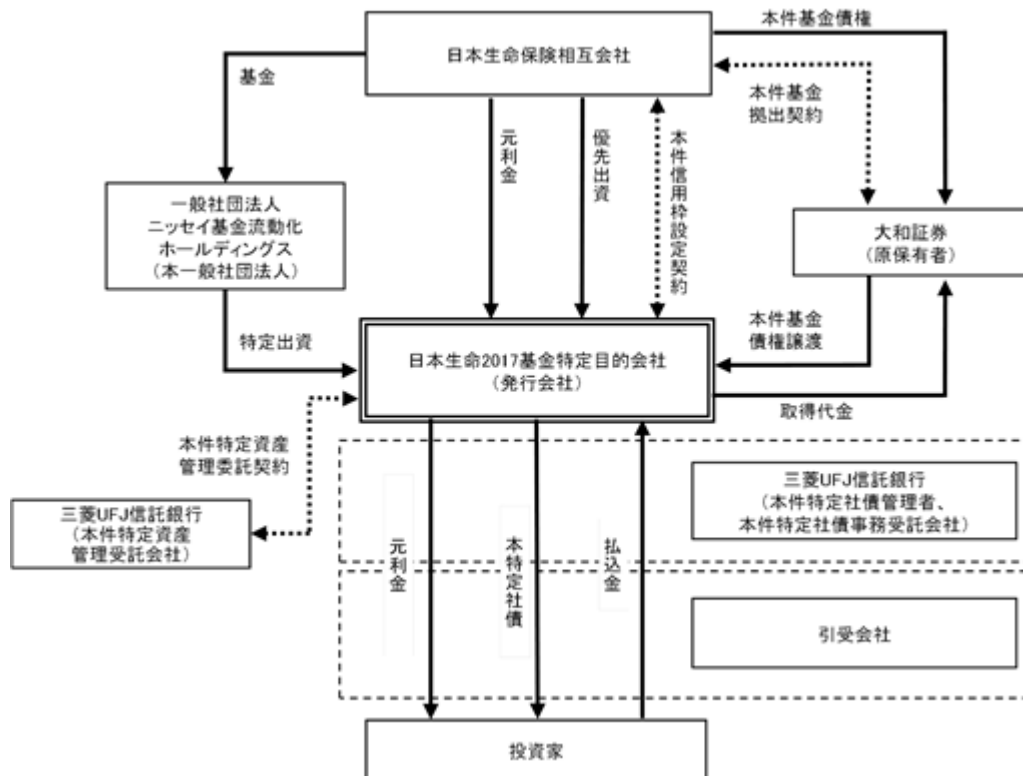 本件基金債権
日本生命保険相互会社
基金
本件基金
拠出契約
元利金
優先出資
本件信用枠設定契約
一般社団法人
ニッセイ基金流動化
ホールディングス
（本一般社団法人）
大和証券
（原保有者）
特定出資
本件基金
債権譲渡
日本生命2017基金特定目的会社
（発行会社）
取得代金
本件特定資産
管理委託契約
三菱UFJ信託銀行
（本件特定社債管理者、
本件特定社債事務受託会社）
三菱UFJ信託銀行
（本件特定資産
管理受託会社）
元利金
本特定社債
払込金
引受会社
投資家